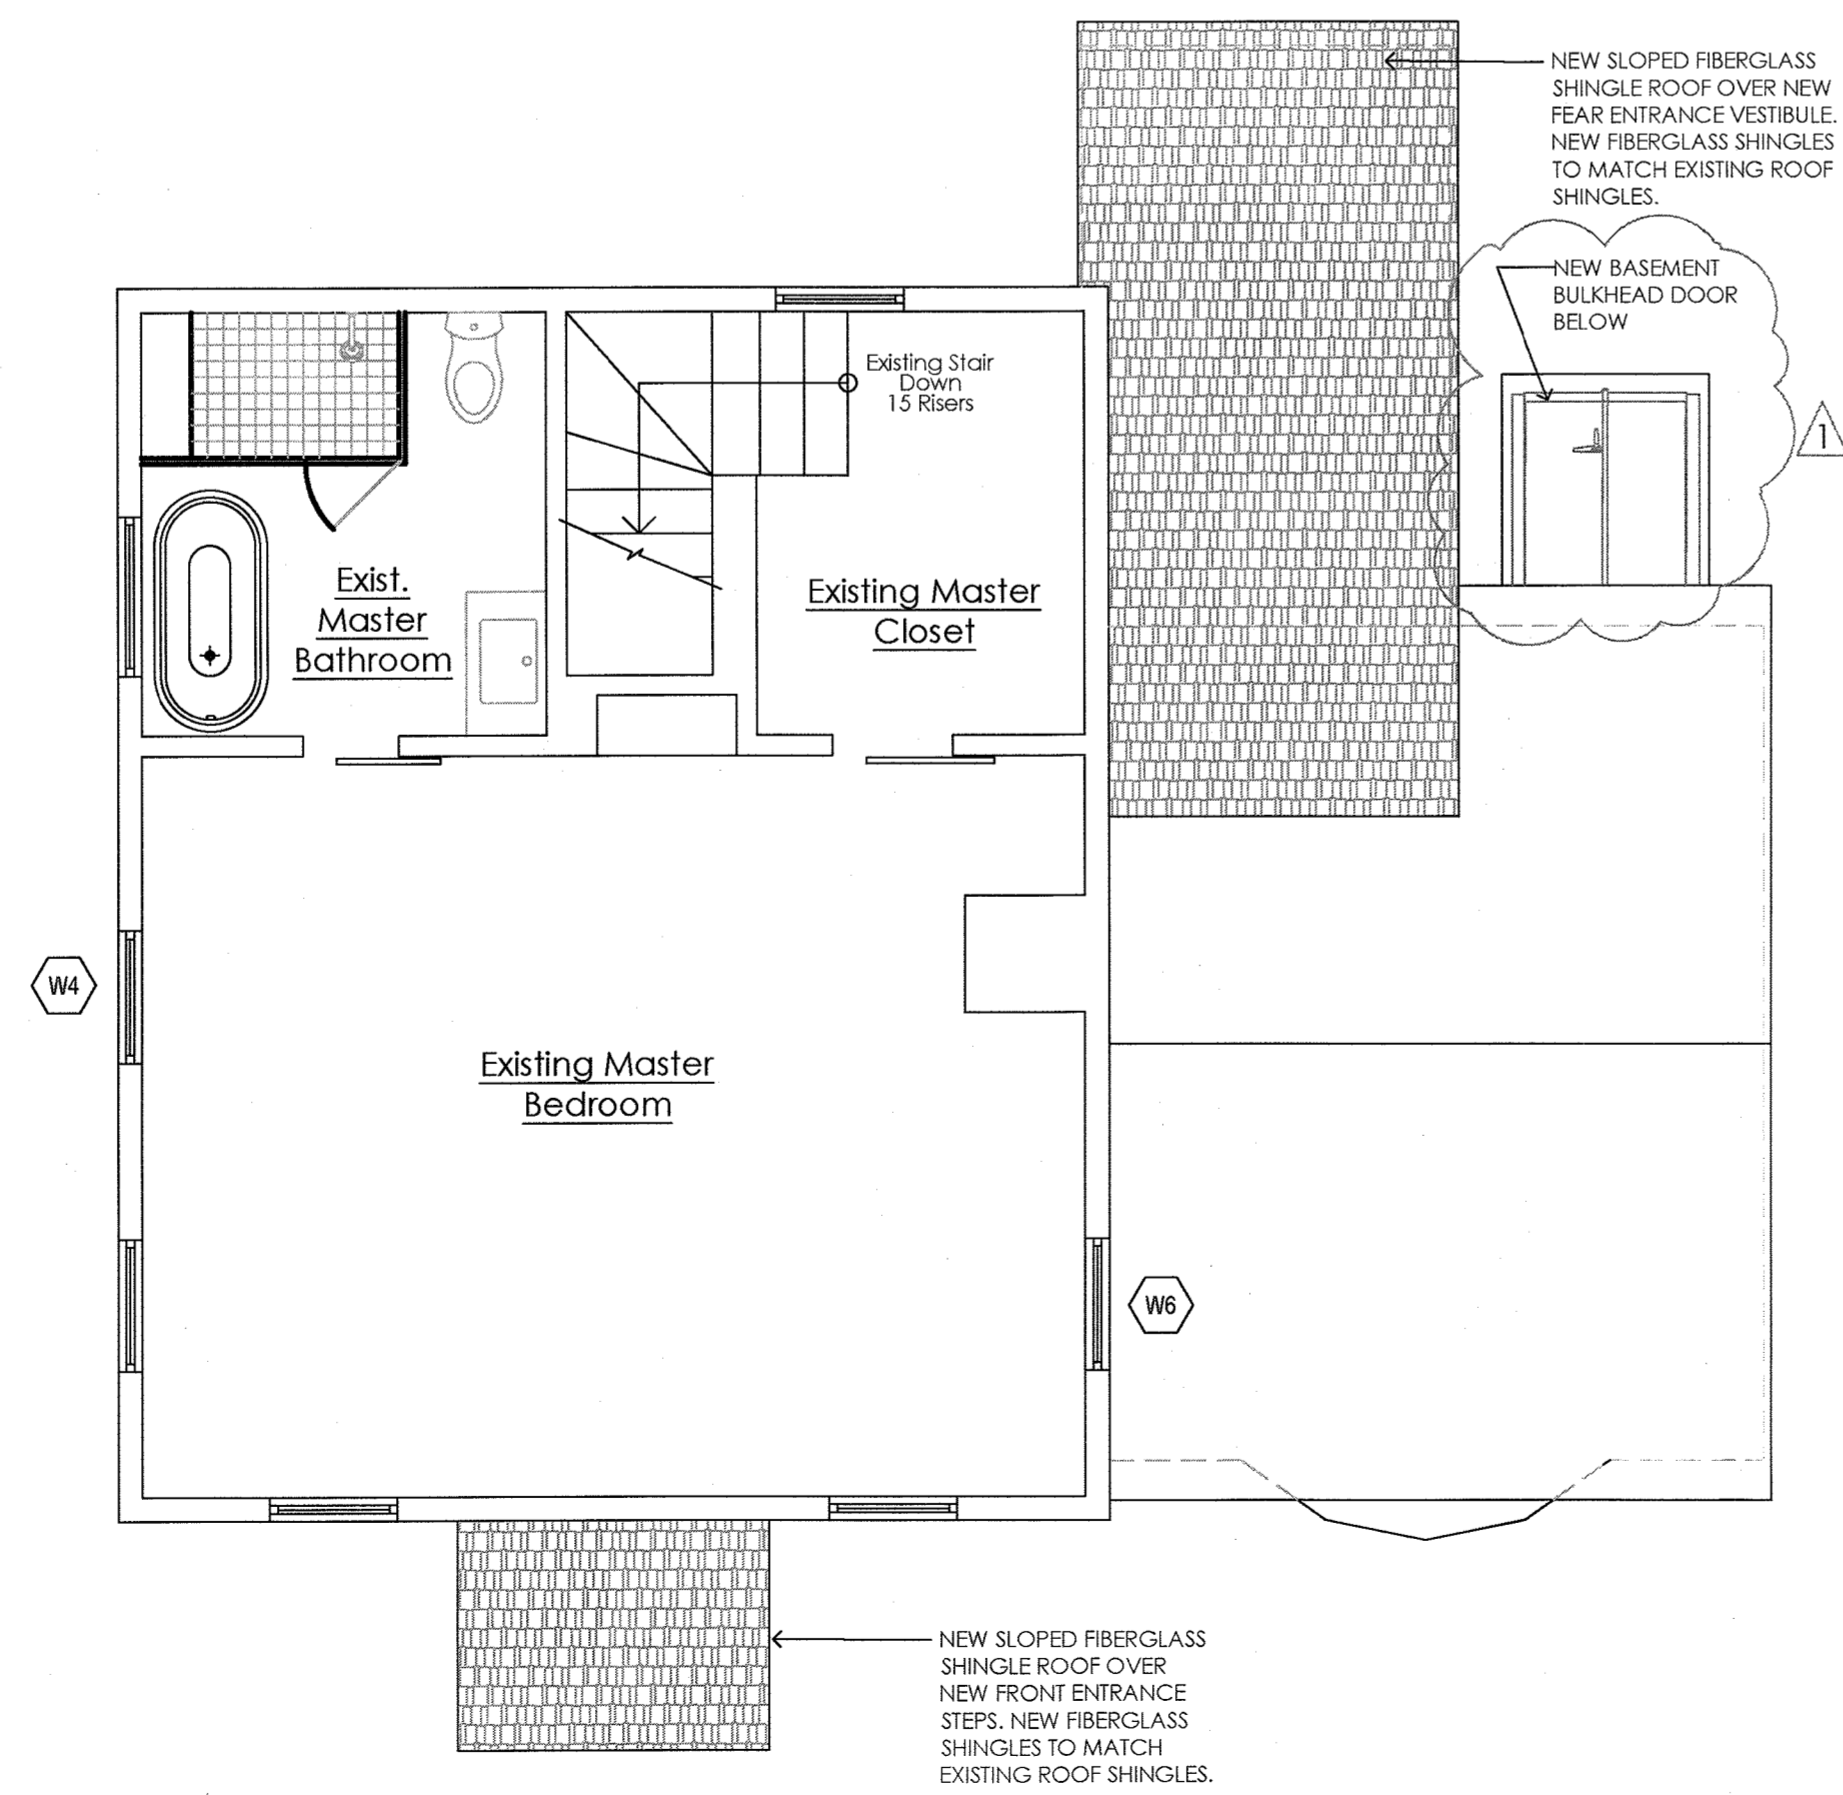 NEW SLOPED FIBERGLASS
SHINGLE ROOF OVER NEW
FEAR ENTRANCE VESTIBULE.
NEW FIBERGLASS SHINGLES
TO MATCH EXISTING ROOF
SHINGLES.
NEW BASEMENT
BULKHEAD DOOR
BELOW
1
Existing Stair
Down
15 Risers
Exist.
Master
Bathroom
Existing Master
Closet
W4
Existing Master
Bedroom
W6
NEW SLOPED FIBERGLASS
SHINGLE ROOF OVER
NEW FRONT ENTRANCE
STEPS. NEW FIBERGLASS
SHINGLES TO MATCH
EXISTING ROOF SHINGLES.